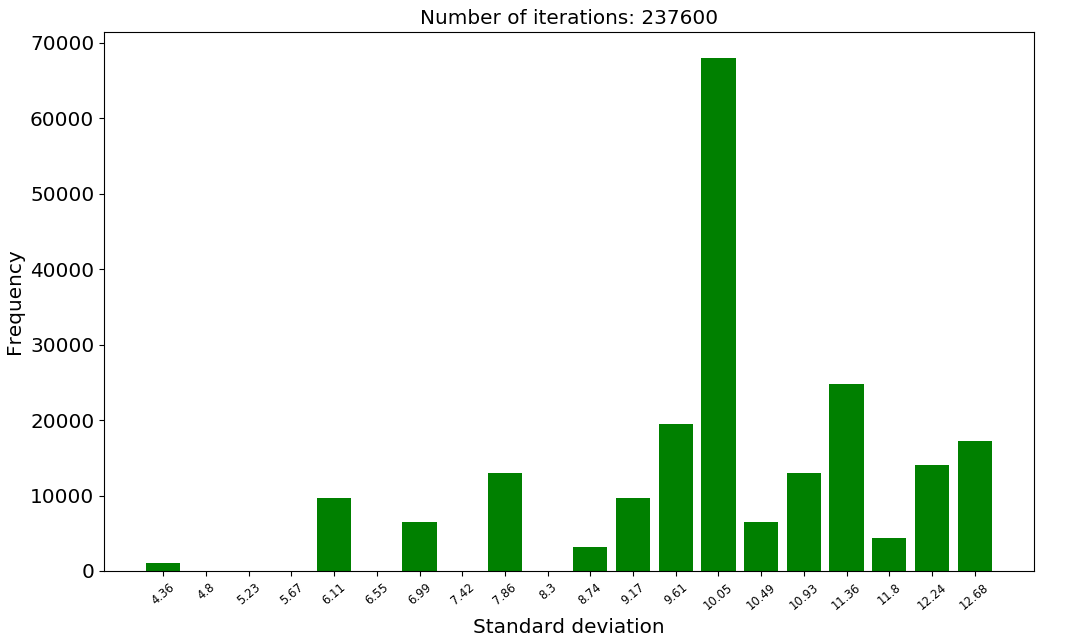 Number of iterations: 237600
70000
60000
50000
40000
30000
20000
10000
0
Frequency
4.36 4.8 5.23 5.67 6.11 6.55 6.99 7.42 7.86 8.3 8.74 9.17 9.61 10.05 10.49 10.93 11.36 11.8 12.24 12.68
Standard deviation